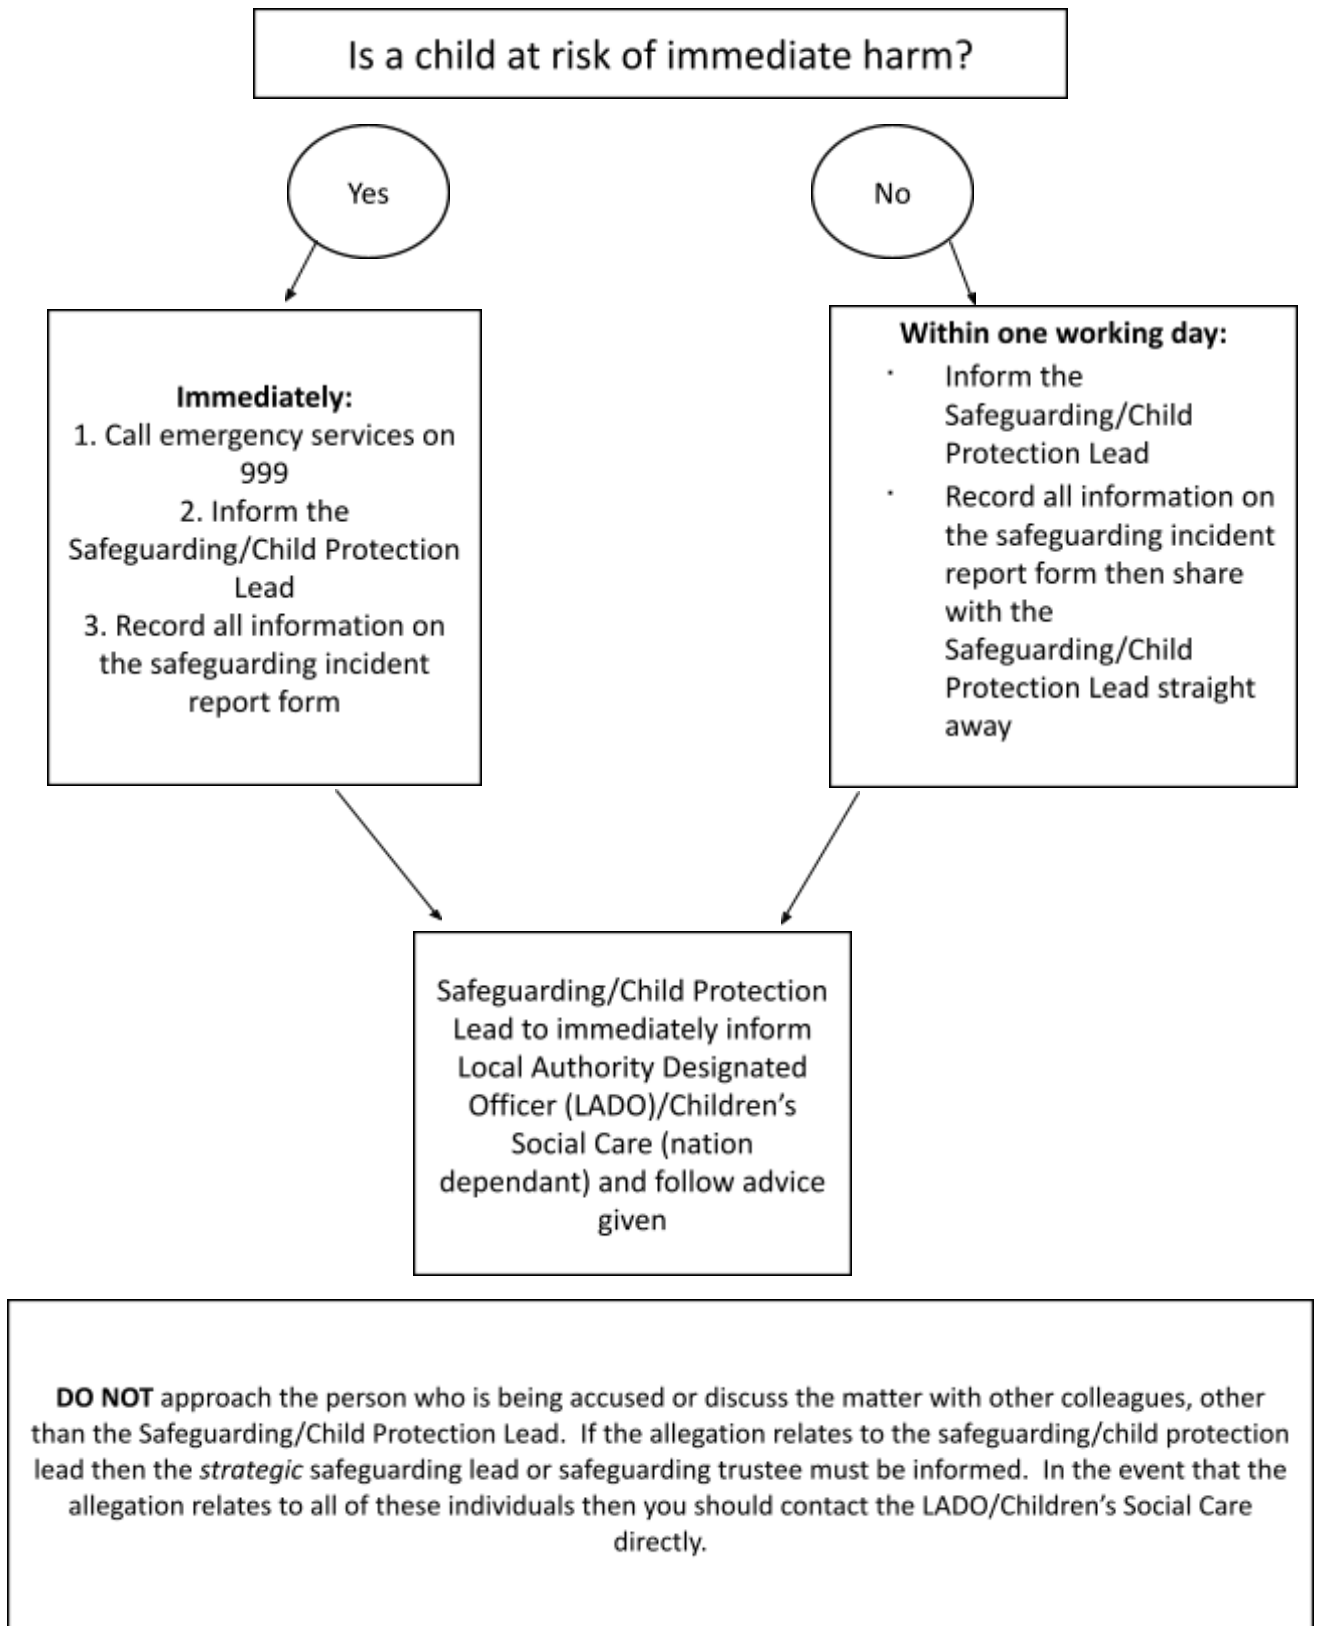 Is a child at risk of immediate harm?
Yes
No
Immediately:
1. Call emergency services on
999
2. Inform the
Safeguarding/Child Protection
Lead
3. Record all information on
the safeguarding incident
report form
Within one working day:
· Inform the
Safeguarding/Child
Protection Lead
· Record all information on
the safeguarding incident
report form then share
with the
Safeguarding/Child
Protection Lead straight
away
Safeguarding/Child Protection
Lead to immediately inform
Local Authority Designated
Officer (LADO)/Children’s
Social Care (nation
dependant) and follow advice
given
DO NOT approach the person who is being accused or discuss the matter with other colleagues, other
than the Safeguarding/Child Protection Lead.  If the allegation relates to the safeguarding/child protection
lead then the strategic safeguarding lead or safeguarding trustee must be informed.  In the event that the
allegation relates to all of these individuals then you should contact the LADO/Children’s Social Care
directly.